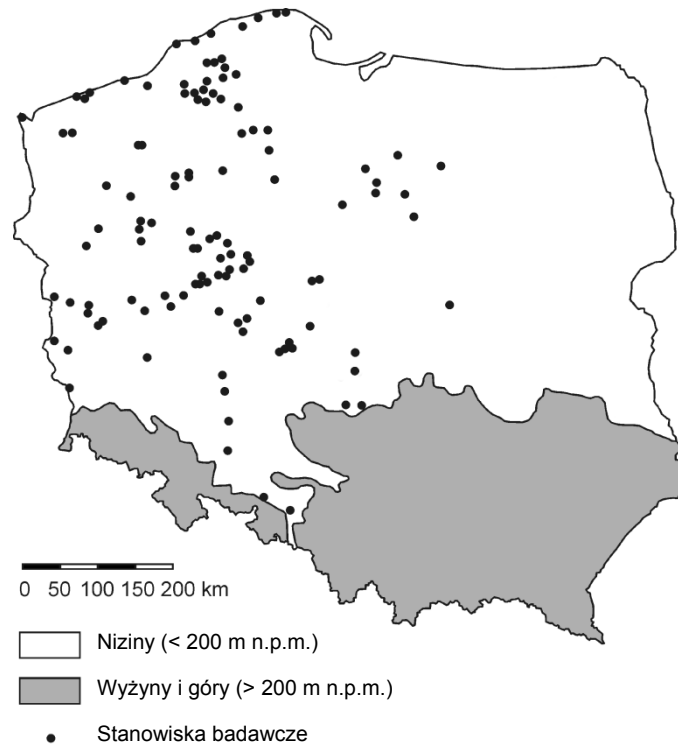 0 50 100 150 200 km
Niziny (< 200 m n.p.m.)
Wyżyny i góry (> 200 m n.p.m.)
Stanowiska badawcze